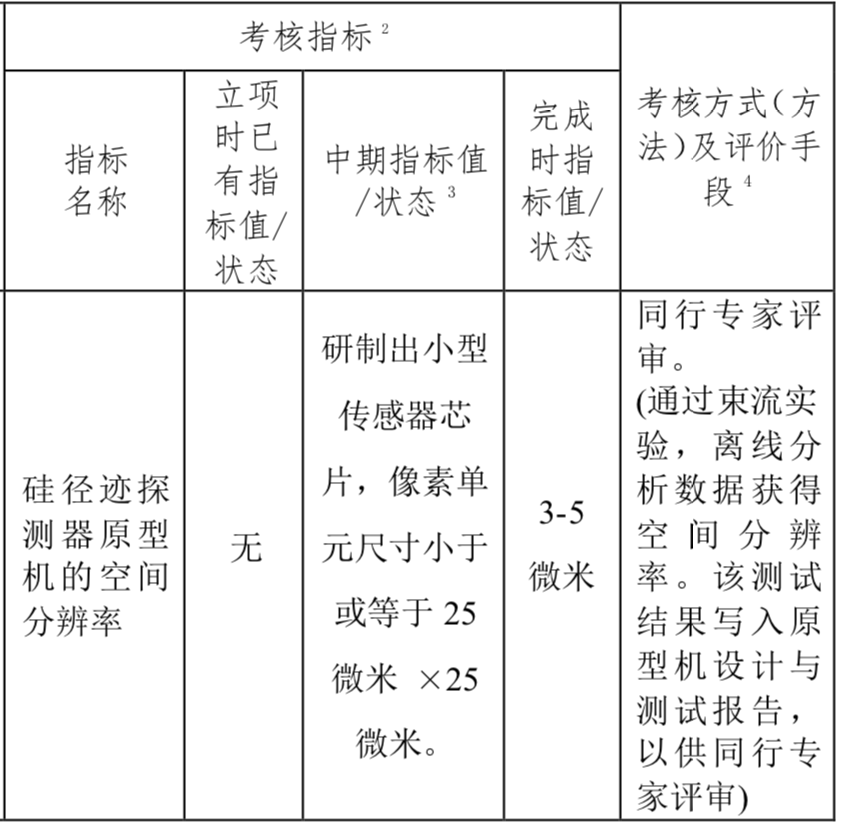 考核指标2
考核方式(方
法)及评价手
段4
指标
名称
立项
时已
有指
标值/
状态
中期指标值
/状态3
完成
时指
标值/
状态
硅径迹探
测器原型
机的空间
分辨率
无
研制出小型
传感器芯
片，像素单
元尺寸小于
或等于 25
微米 ×25
微米。
3-5
微米
同行专家评
审。
(通过束流实
验，离线分
析数据获得
空间分辨
率。该测试
结果写入原
型机设计与
测试报告，
以供同行专
家评审)